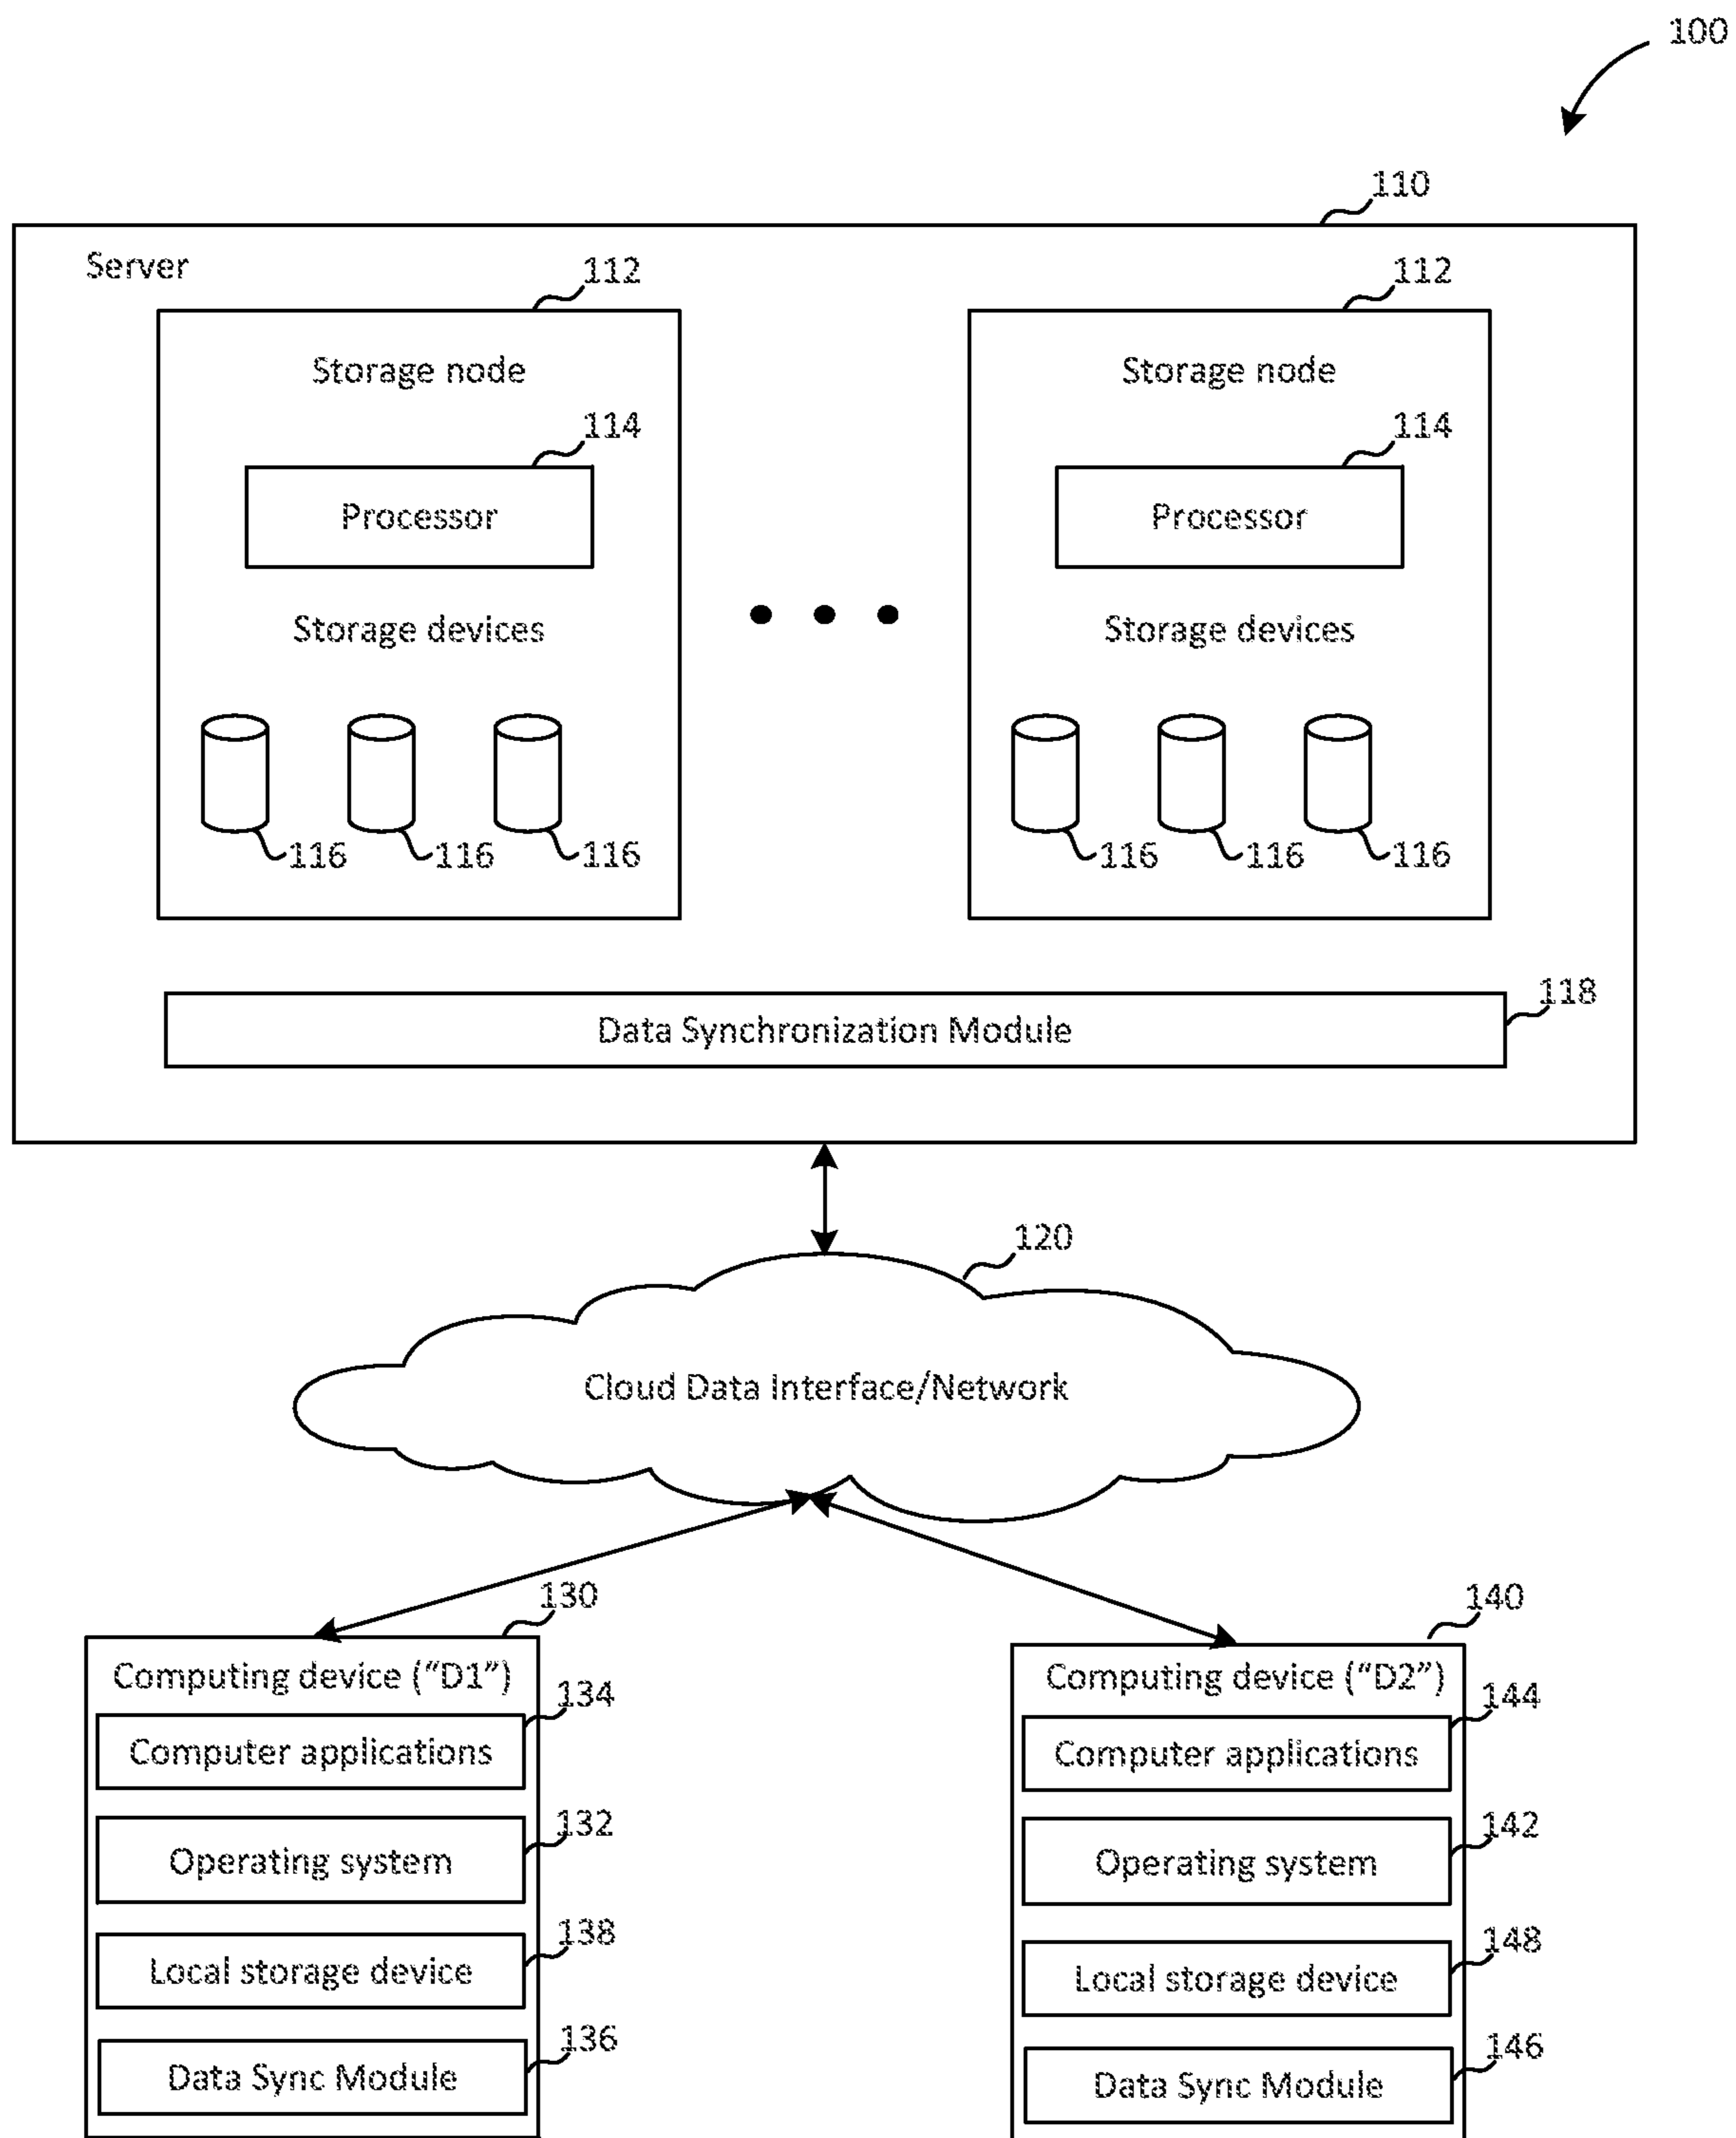 100
110
Server
112
112
Storage node
Storage node
114
114
Processor
Processor
Storage devices
Storage devices
116
116
116
116
116
116
118
Data Synchronization Module
120
Cloud Data Interface/Network
130
140
Computing device (“D1”)
Computing device (“D2”)
134
144
Computer applications
Computer applications
132
142
Operating system
Operating system
138
148
Local storage device
Local storage device
136
146
Data Sync Module
Data Sync Module